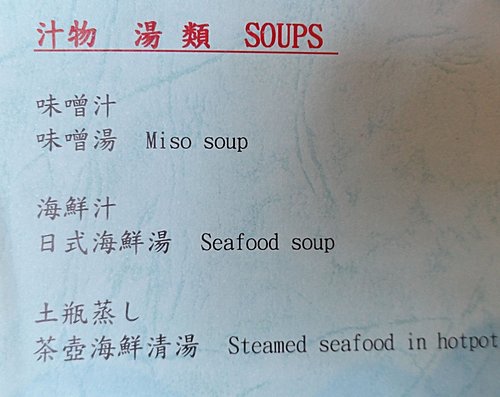 汁物 湯類 SOUPS
味噌汁
味噌湯 Miso soup
海鮮汁
日式海鮮湯 Seafood soup
土瓶蒸し
茶壺海鮮清湯 Steamed seafood in hotpot